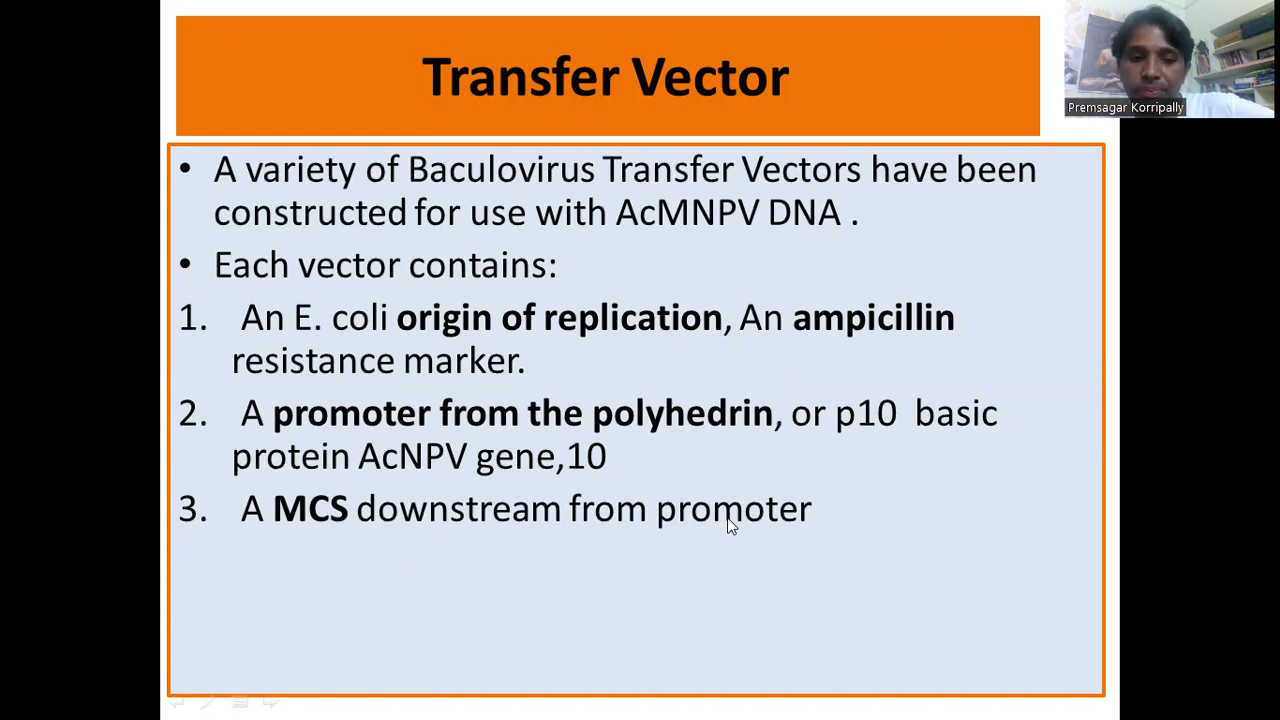 Transfer Vector
Premsagar Korripally
• A variety of Baculovirus Transfer Vectors have been
constructed for use with AcMNPV DNA .
• Each vector contains:
1. An E. coli origin of replication, An ampicillin
resistance marker.
2. A promoter from the polyhedrin, or p10 basic
protein AcNPV gene,10
3. A MCS downstream from promoter